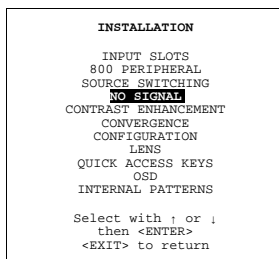 INSTALLATION
INPUT SLOTS
800 PERIPHERAL
SOURCE SWITCHING
NO SIGNAL
CONTRAST ENHANCEMENT
CONVERGENCE
CONFIGURATION
LENS
QUICK ACCESS KEYS
OSD
INTERNAL PATTERNS
Select with ↑ or ↓
then <ENTER>
<EXIT> to return